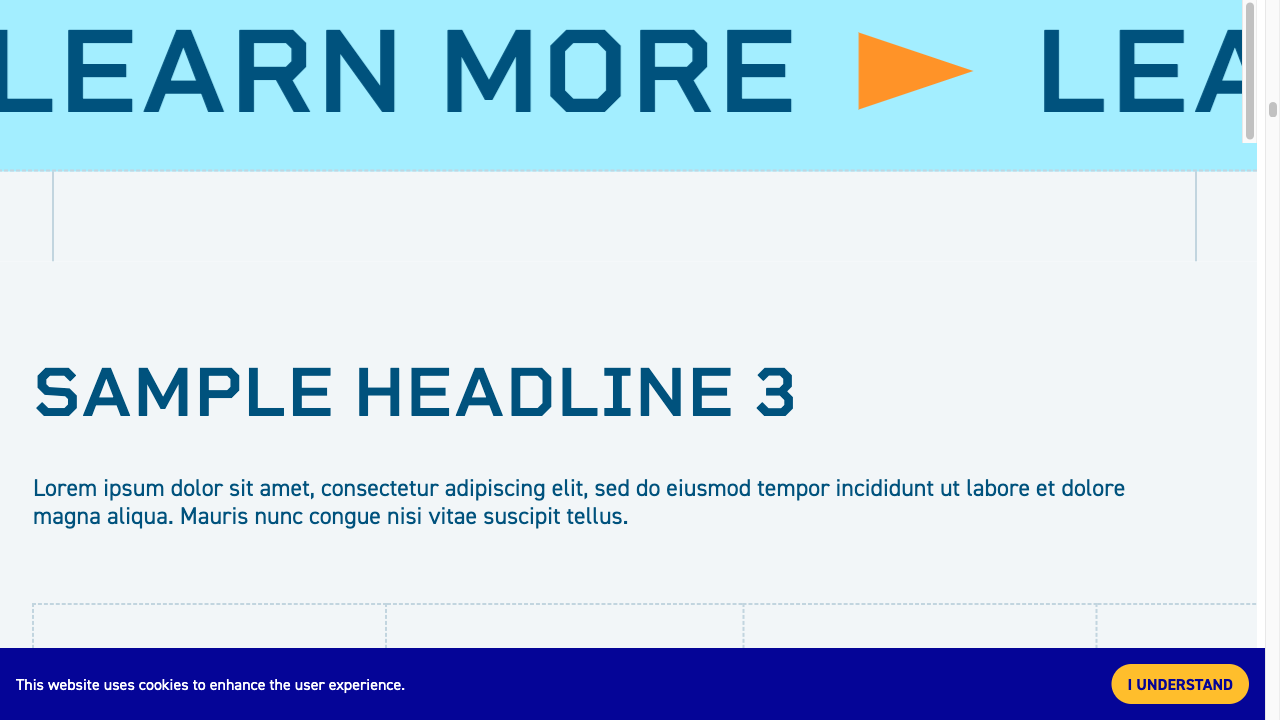 LEARN MORE LEA
SAMPLE HEADLINE 3
Lorem ipsum dolor sit amet, consectetur adipiscing elit, sed do eiusmod tempor incididunt ut labore et dolore
magna aliqua. Mauris nunc congue nisi vitae suscipit tellus.
This website uses cookies to enhance the user experience.
I UNDERSTAND